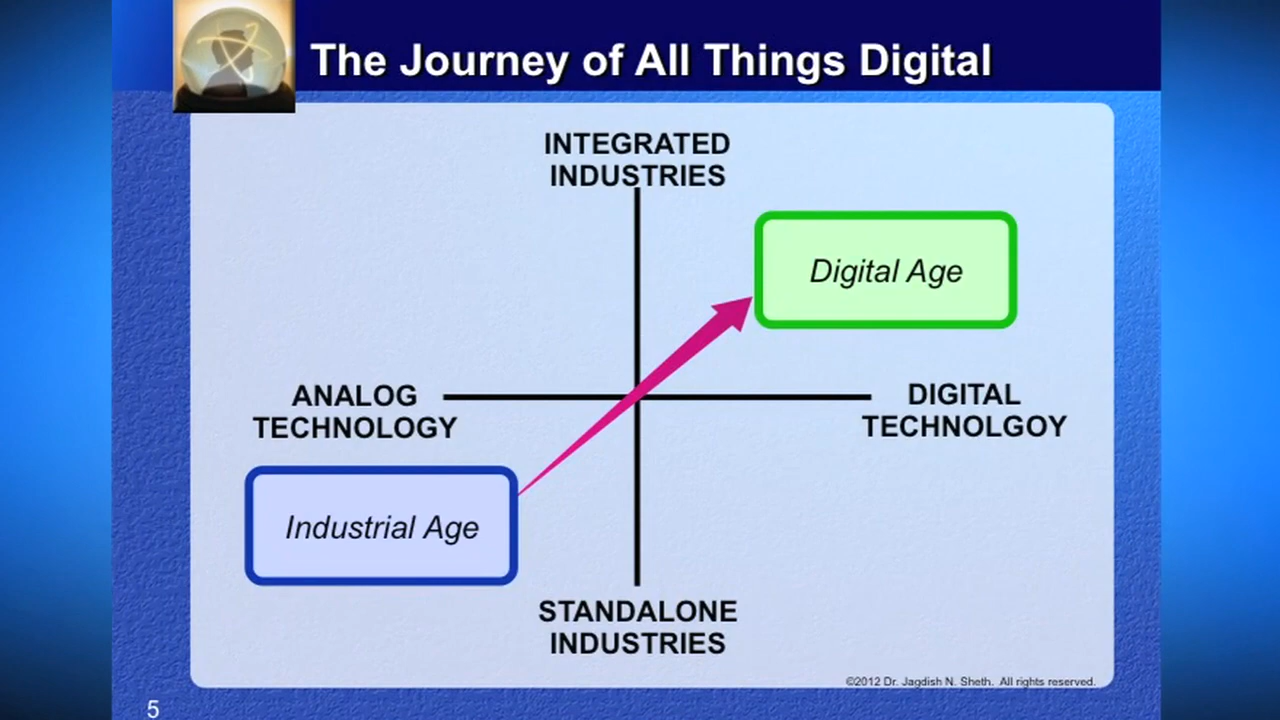 The Journey of All Things Digital
INTEGRATED
INDUSTRIES
Digital Age
ANALOG
TECHNOLOGY
DIGITAL
TECHNOLGOY
Industrial Age
STANDALONE
INDUSTRIES
©2012 Dr. Jagdish N. Sheth. All rights reserved.
5